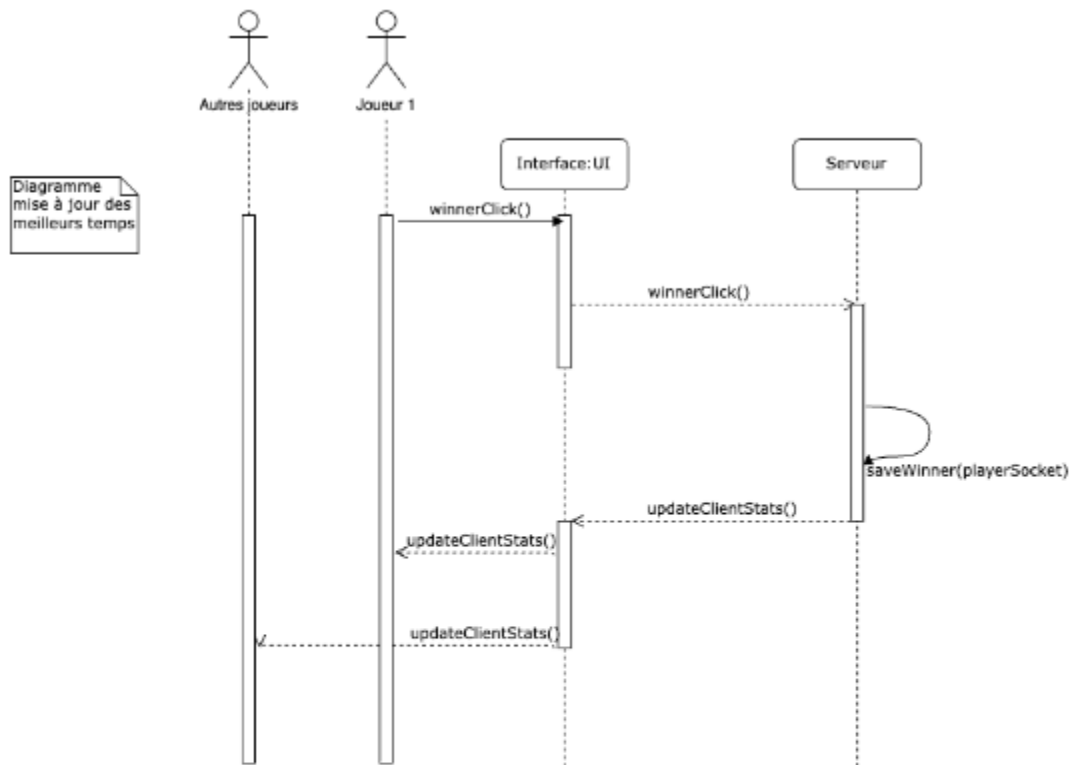 Autres joueurs
Joueur 1
Interface:UI
Serveur
Diagramme
mise à jour des
meilleurs temps
winnerClick()
winnerClick()
saveWinner(playerSocket)
updateClientStats()
updateClientStats()
updateClientStats()